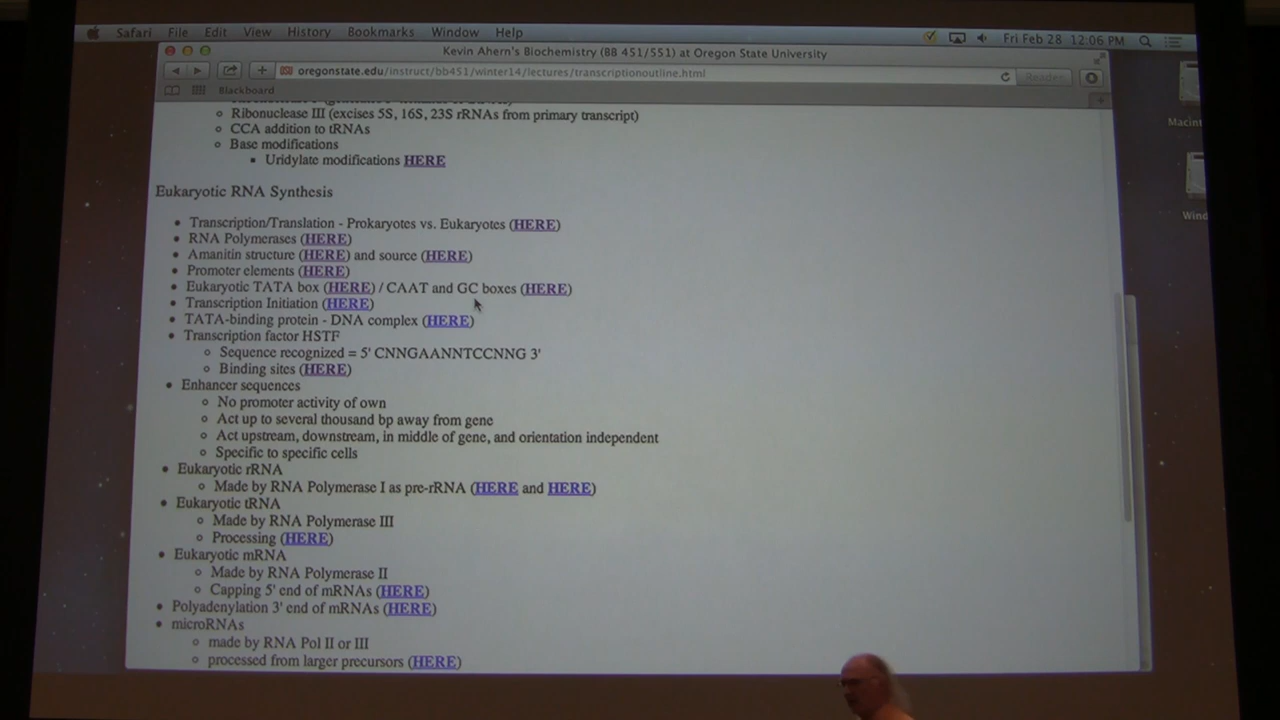 Safari File Edit View History Bookmarks Window Help Fri Feb 28 12:06 PM
Kevin Ahern's Biochemistry (BB 451/551) at Oregon State University
oregonstate.edu/instruct/bb451/winter14/lectures/transcriptionoutline.html Reader
Blackboard
Ribonuclease III (excises 5S, 16S, 23S rRNAs from primary transcript)
CCA addition to tRNAs
Base modifications
Uridylate modifications HERE
Eukaryotic RNA Synthesis
Transcription/Translation - Prokaryotes vs. Eukaryotes (HERE)
RNA Polymerases (HERE)
Amanitin structure (HERE) and source (HERE)
Promoter elements (HERE)
Eukaryotic TATA box (HERE) / CAAT and GC boxes (HERE)
Transcription Initiation (HERE)
TATA-binding protein - DNA complex (HERE)
Transcription factor HSTF
Sequence recognized = 5' CNNGAANNTCCNNG 3'
Binding sites (HERE)
Enhancer sequences
No promoter activity of own
Act up to several thousand bp away from gene
Act upstream, downstream, in middle of gene, and orientation independent
Specific to specific cells
Eukaryotic rRNA
Made by RNA Polymerase I as pre-rRNA (HERE and HERE)
Eukaryotic tRNA
Made by RNA Polymerase III
Processing (HERE)
Eukaryotic mRNA
Made by RNA Polymerase II
Capping 5' end of mRNAs (HERE)
Polyadenylation 3' end of mRNAs (HERE)
microRNAs
made by RNA Pol II or III
processed from larger precursors (HERE)
Macint
Wind